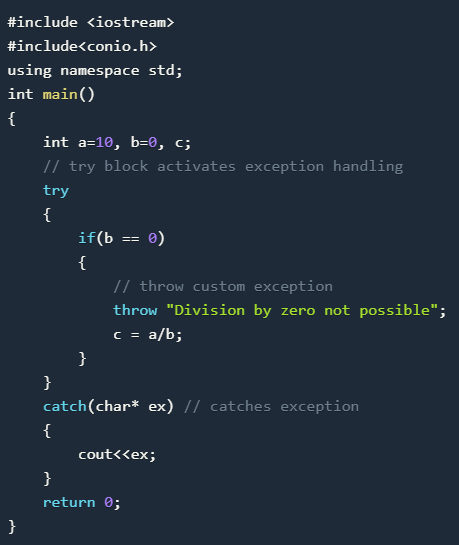 #include <iostream>
#include<conio.h>
using namespace std;
int main()
{
    int a=10, b=0, c;
    // try block activates exception handling
    try
    {
        if(b == 0)
        {
            // throw custom exception
            throw "Division by zero not possible";
            c = a/b;
        }
    }
    catch(char* ex) // catches exception
    {
        cout<<ex;
    }
    return 0;
}